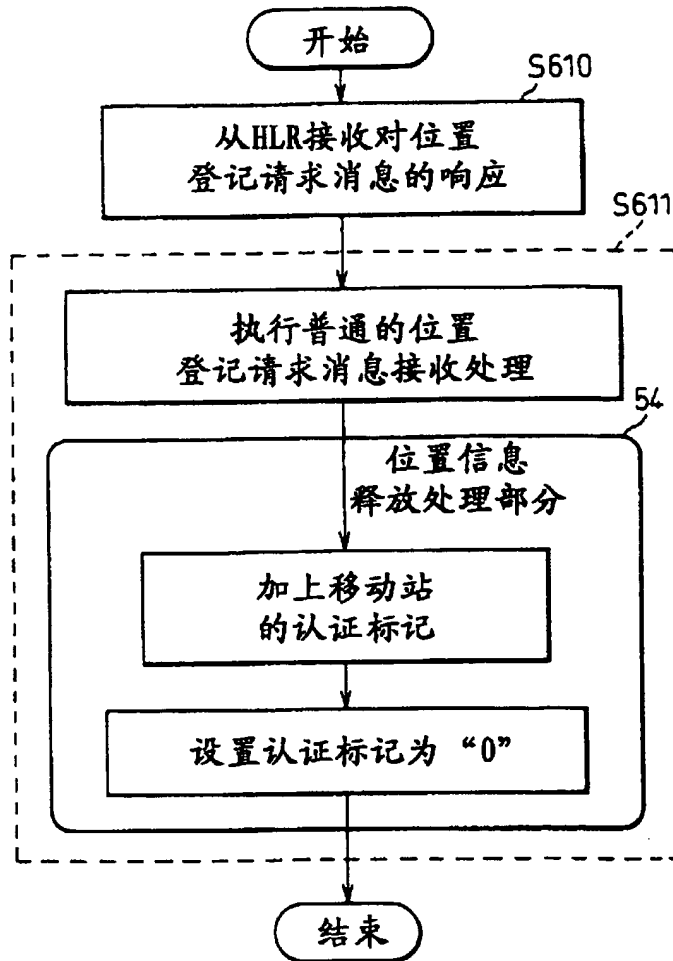 开始
S610
从HLR接收对位置
登记请求消息的响应
S611
执行普通的位置
登记请求消息接收处理
54
位置信息
释放处理部分
加上移动站
的认证标记
设置认证标记为“0”
结束